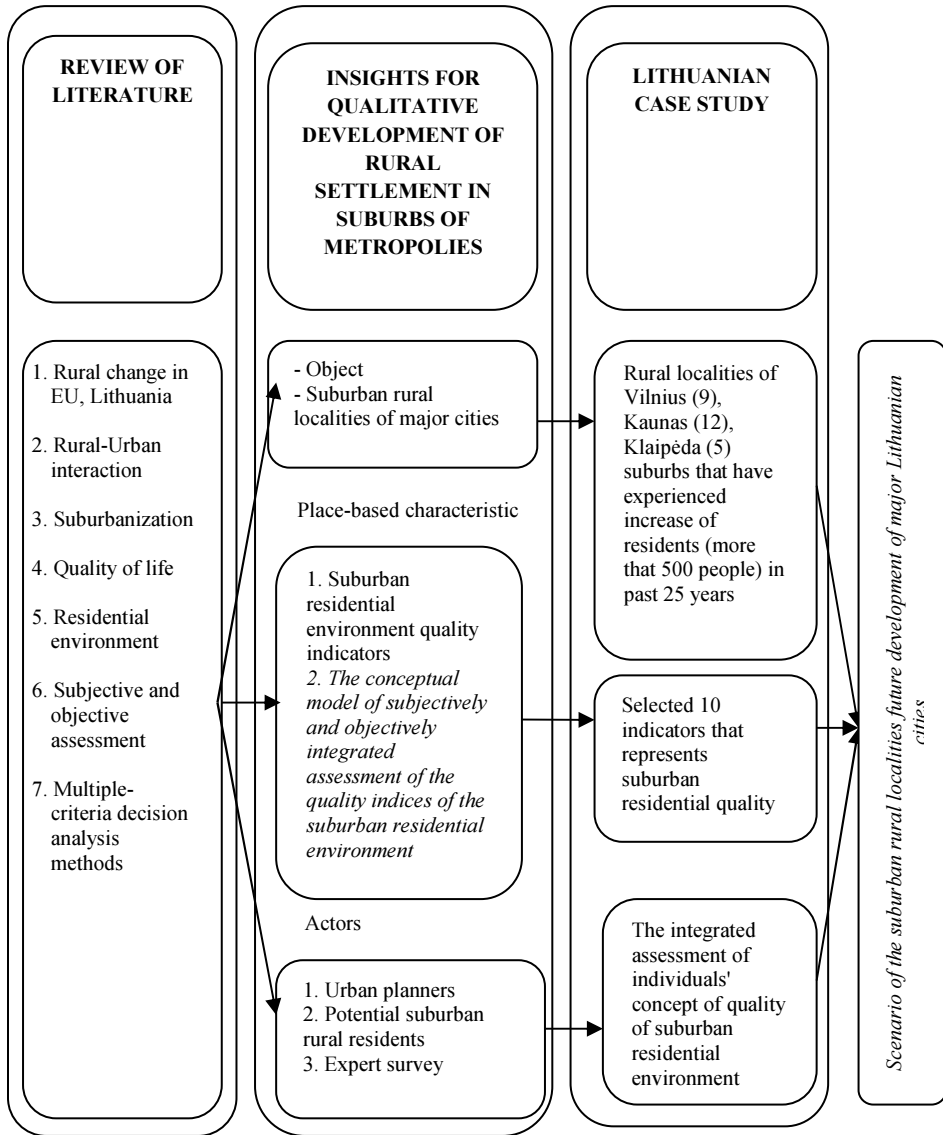 REVIEW OF
LITERATURE
1. Rural change in
EU, Lithuania
2. Rural-Urban
interaction
3. Suburbanization
4. Quality of life
5. Residential
environment
6. Subjective and
objective
assessment
7. Multiple-
criteria decision
analysis
methods
INSIGHTS FOR
QUALITATIVE
DEVELOPMENT OF
RURAL
SETTLEMENT IN
SUBURBS OF
METROPOLIES
- Object
- Suburban rural
localities of major cities
Place-based characteristic
1. Suburban
residential
environment quality
indicators
2. The conceptual
model of subjectively
and objectively
integrated
assessment of the
quality indices of the
suburban residential
environment
Actors
1. Urban planners
2. Potential suburban
rural residents
3. Expert survey
LITHUANIAN
CASE STUDY
Rural localities of
Vilnius (9),
Kaunas (12),
Klaipėda (5)
suburbs that have
experienced
increase of
residents (more
that 500 people) in
past 25 years
Selected 10
indicators that
represents
suburban
residential quality
The integrated
assessment of
individuals'
concept of quality
of suburban
residential
environment
Scenario of the suburban rural localities future development of major Lithuanian
cities